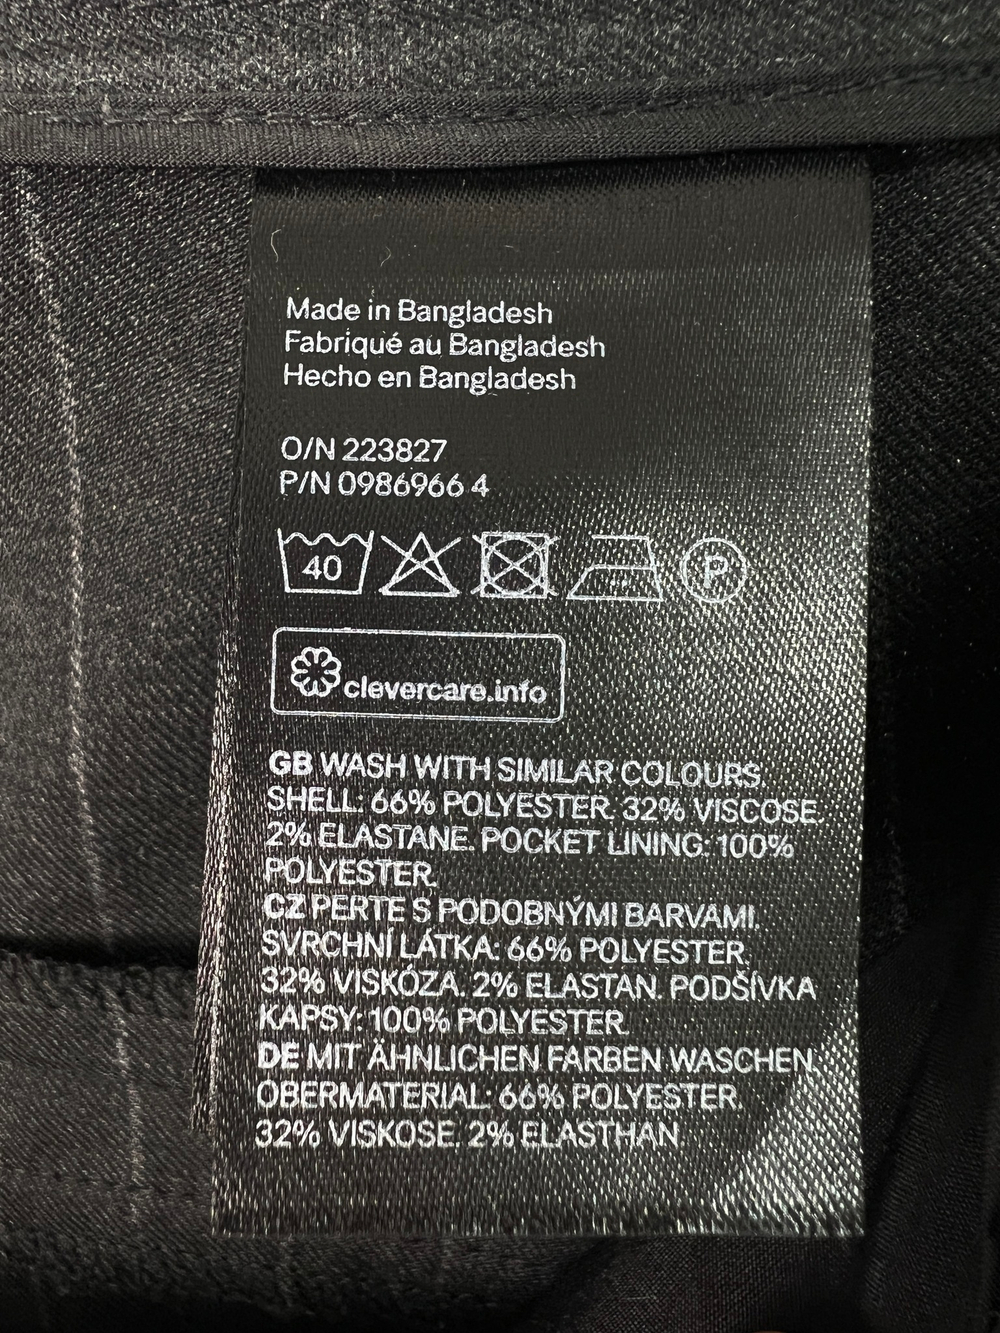 Made in Bangladesh
Fabriqué au Bangladesh
Hecho en Bangladesh
O/N 223827
P/N 0986966 4
40
P
clevercare.info
GB WASH WITH SIMILAR COLOURS.
SHELL: 66% POLYESTER. 32% VISCOSE.
2% ELASTANE. POCKET LINING: 100%
POLYESTER.
CZ PERTE S PODOBNÝMI BARVAMI.
SVRCHNÍ LÁTKA: 66% POLYESTER.
32% VISKÓZA. 2% ELASTAN. PODŠÍVKA
KAPSY: 100% POLYESTER.
DE MIT ÄHNLICHEN FARBEN WASCHEN.
OBERMATERIAL: 66% POLYESTER.
32% VISKOSE. 2% ELASTHAN